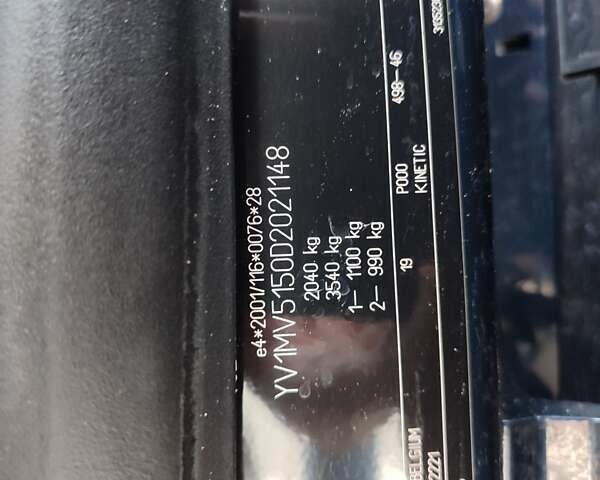 e4*2001/116*0076*28
YV1MV5150D2021148
2040 kg
3540 kg
1– 1100 kg
2– 990 kg
19 P000 498–46
KINETIC
BELGIUM
2221